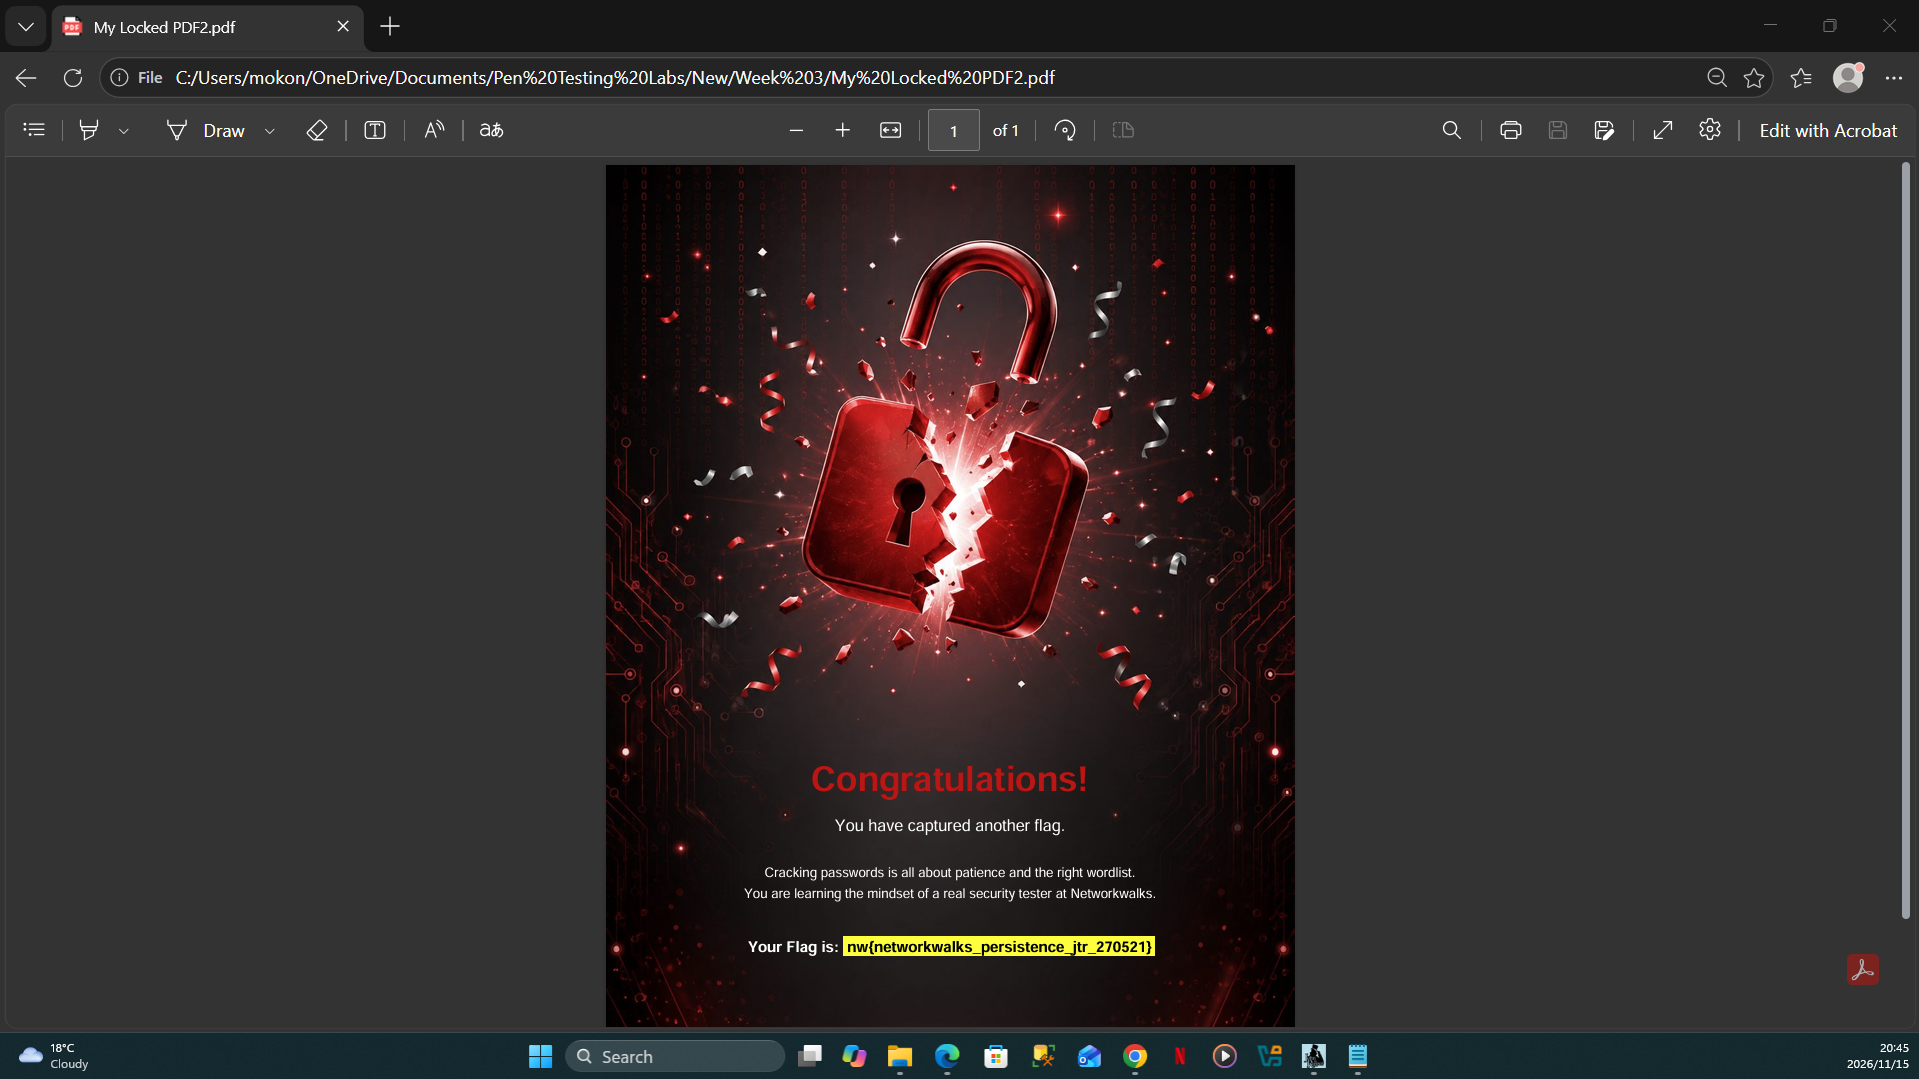 My Locked PDF2.pdf
File C:/Users/mokon/OneDrive/Documents/Pen%20Testing%20Labs/New/Week%203/My%20Locked%20PDF2.pdf
Draw
aあ
1 of 1
Edit with Acrobat
Congratulations!
You have captured another flag.
Cracking passwords is all about patience and the right wordlist.
You are learning the mindset of a real security tester at Networkwalks.
Your Flag is: nw{networkwalks_persistence_jtr_270521}
18°C
Cloudy
Search
20:45
2026/11/15